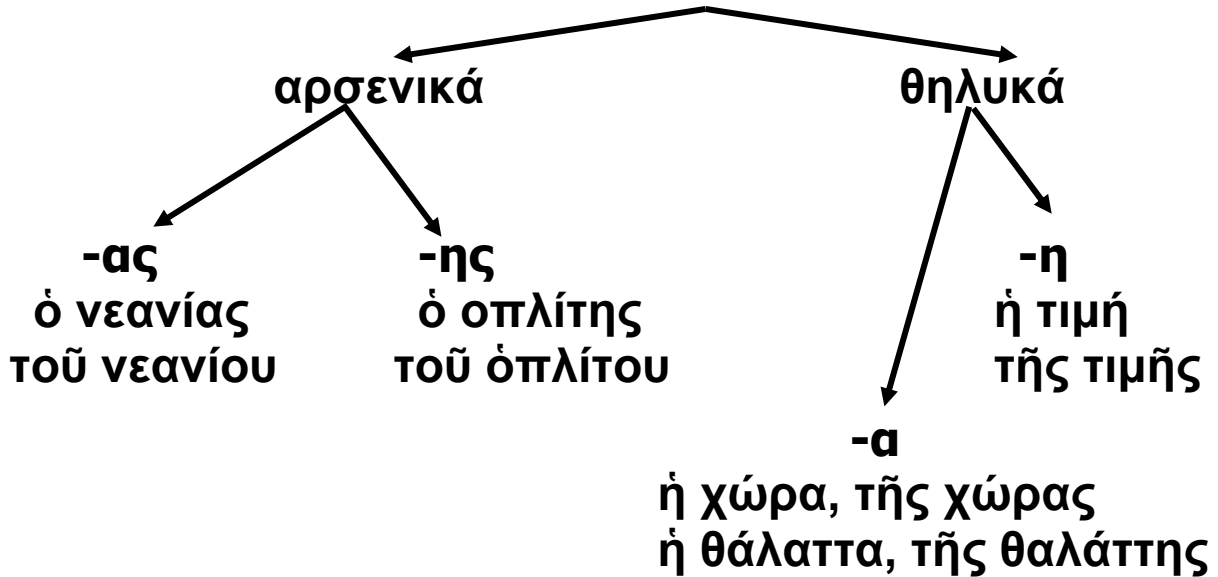 αρσενικά
θηλυκά
-ας
ὁ νεανίας
τοῦ νεανίου
-ης
ὁ οπλίτης
τοῦ ὁπλίτου
-η
ἡ τιμή
τῆς τιμῆς
-α
ἡ χώρα, τῆς χώρας
ἡ θάλαττα, τῆς θαλάττης